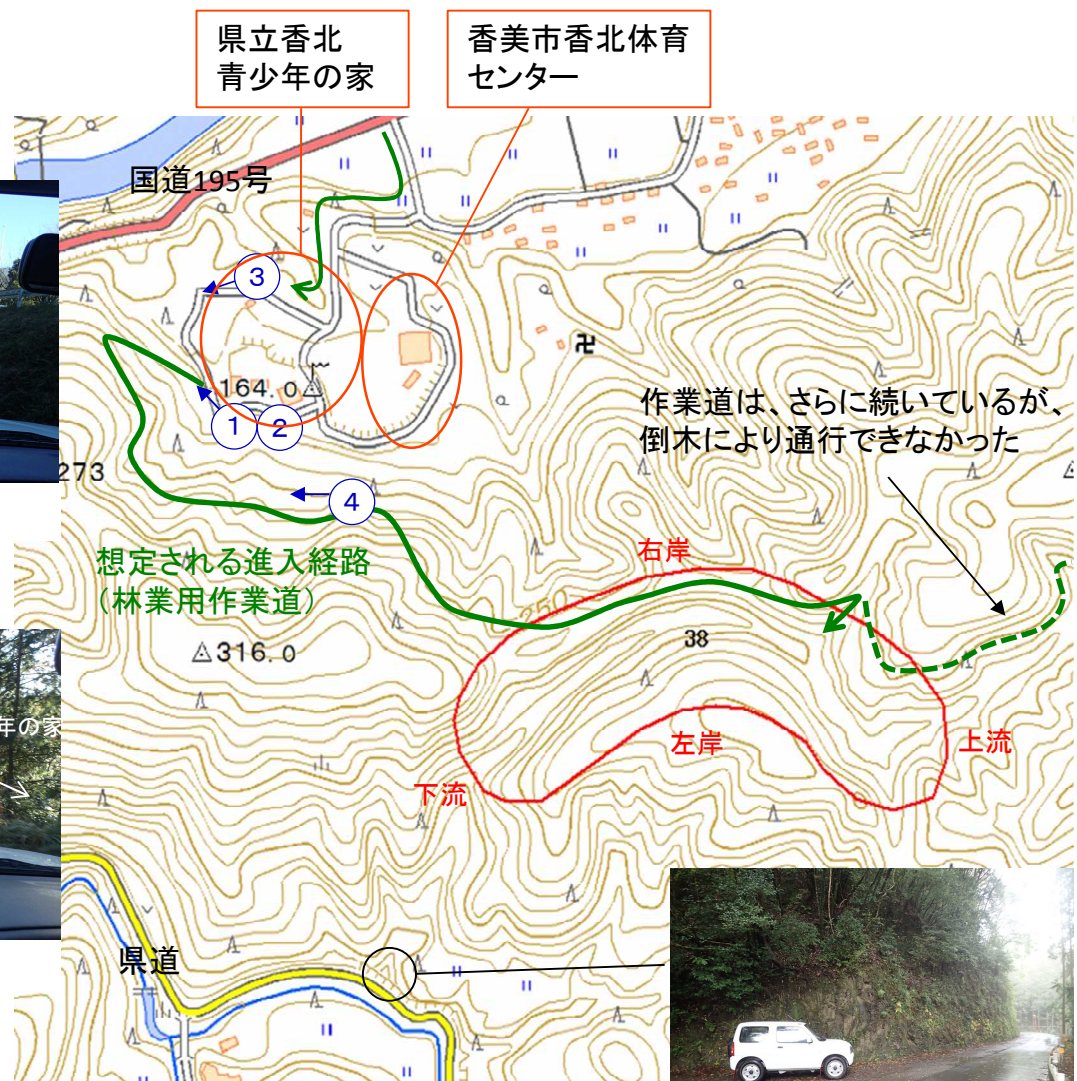 県立香北
青少年の家
香美市香北体育
センター
国道195号
3
164.0
1
2
作業道は、さらに続いているが、
倒木により通行できなかった
273
4
想定される進入経路
(林業用作業道)
右岸
250
38
316.0
年の家
左岸
上流
下流
県道